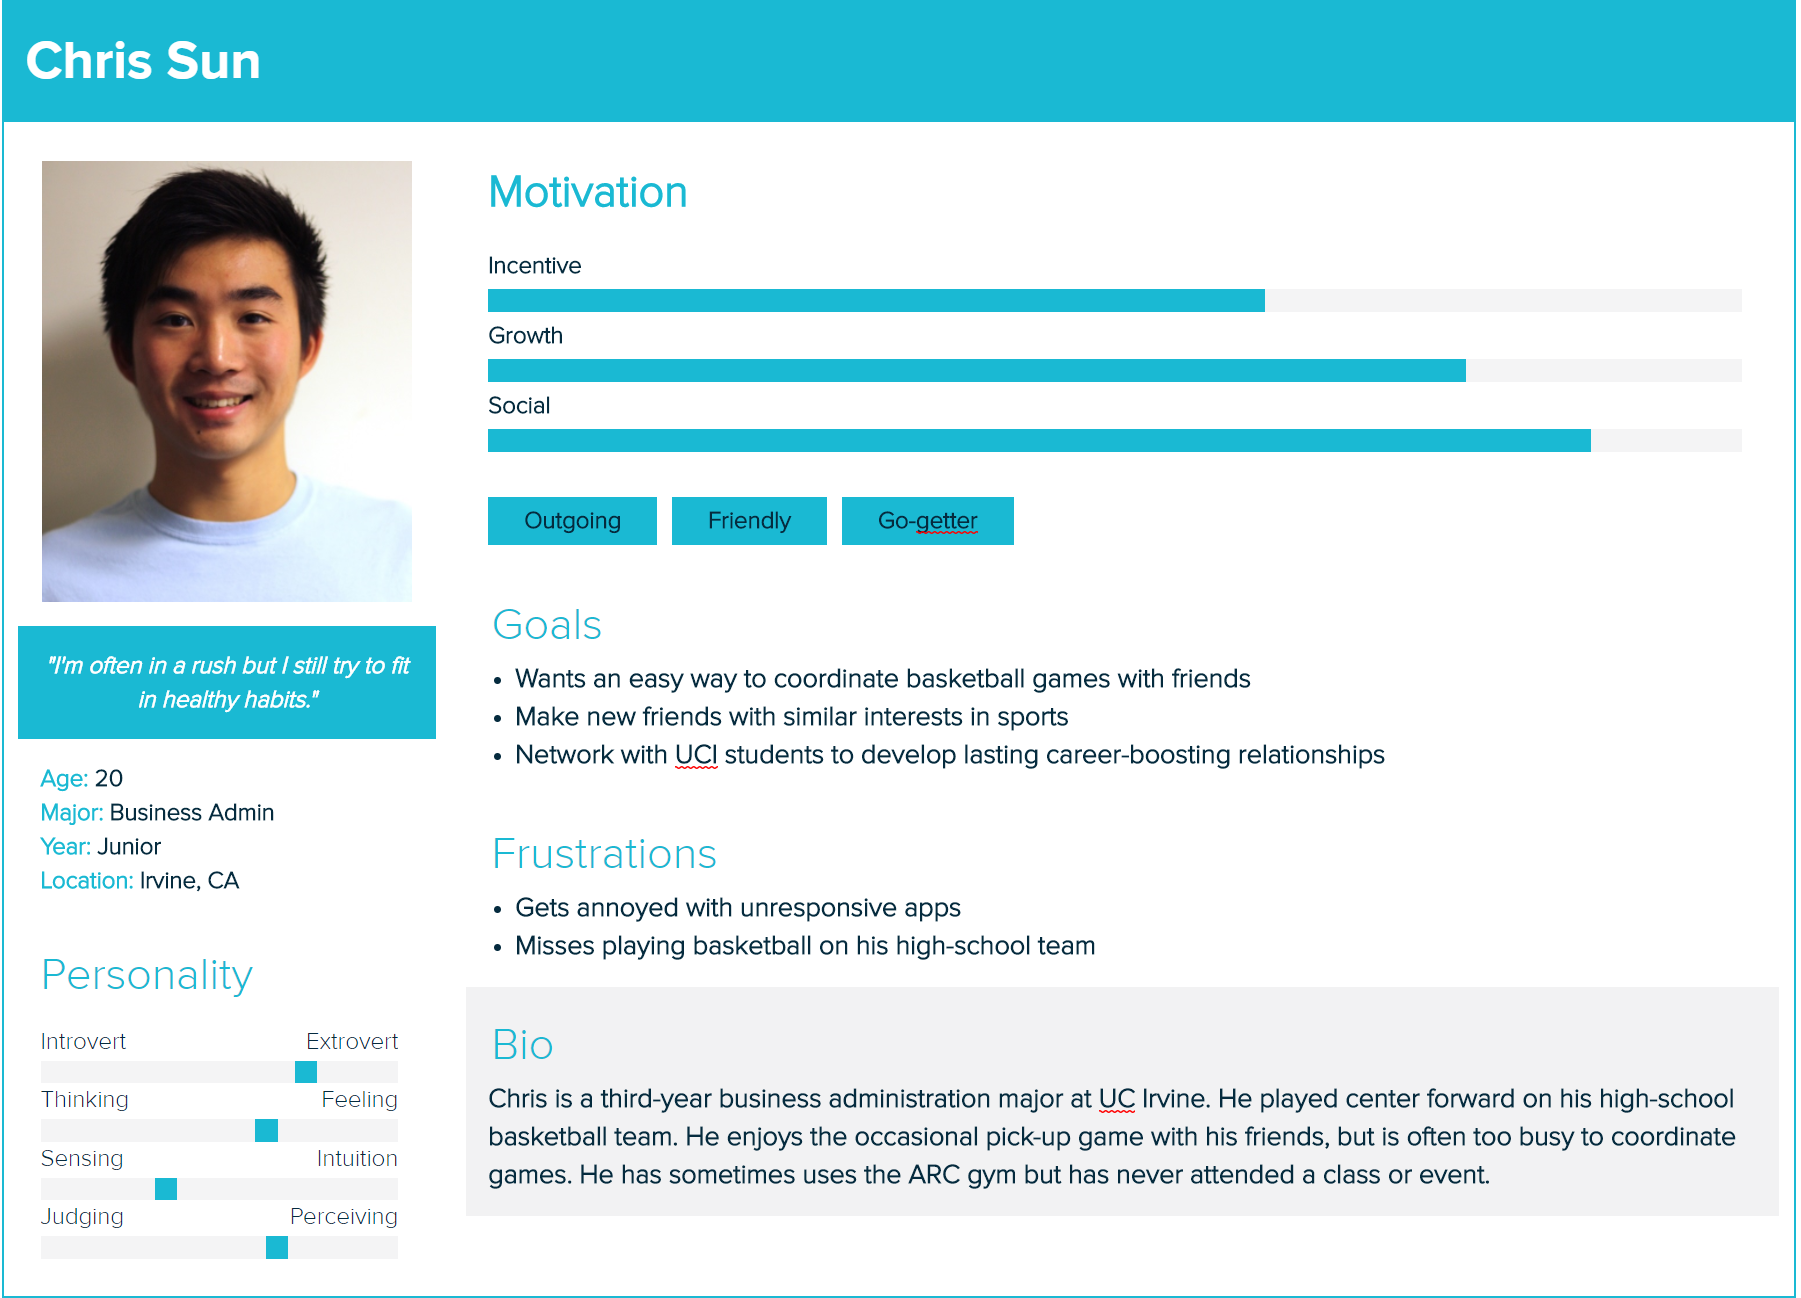 Chris Sun
"I'm often in a rush but I still try to fit
in healthy habits."
Age: 20
Major: Business Admin
Year: Junior
Location: Irvine, CA
Personality
Introvert Extrovert
Thinking Feeling
Sensing Intuition
Judging Perceiving
Motivation
Incentive
Growth
Social
Outgoing Friendly Go-getter
Goals
• Wants an easy way to coordinate basketball games with friends
• Make new friends with similar interests in sports
• Network with UCI students to develop lasting career-boosting relationships
Frustrations
• Gets annoyed with unresponsive apps
• Misses playing basketball on his high-school team
Bio
Chris is a third-year business administration major at UC Irvine. He played center forward on his high-school
basketball team. He enjoys the occasional pick-up game with his friends, but is often too busy to coordinate
games. He has sometimes uses the ARC gym but has never attended a class or event.